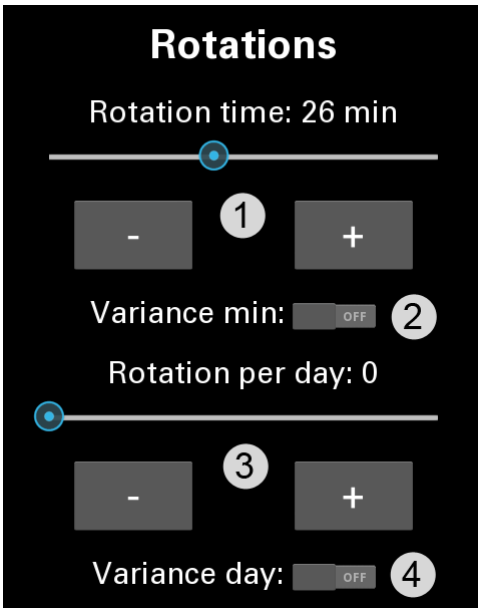 Rotations
Rotation time: 26 min
- 1 +
Variance min: OFF 2
Rotation per day: 0
- 3 +
Variance day: OFF 4